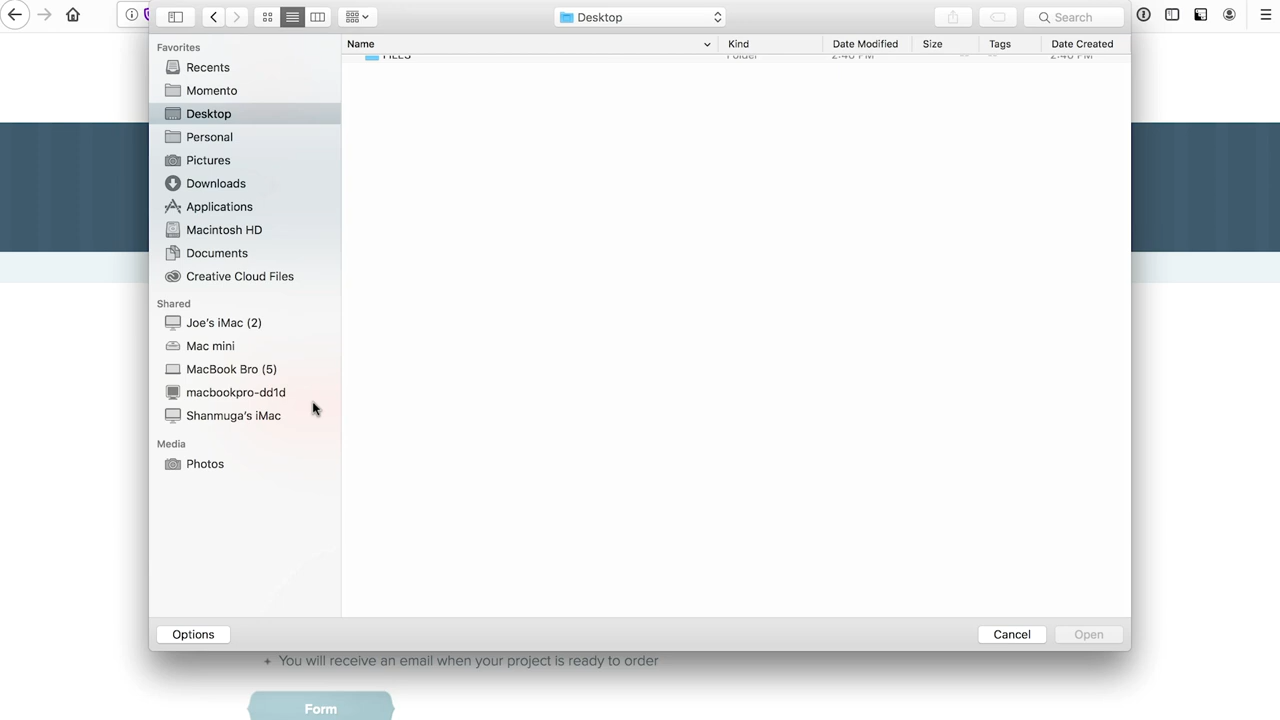 Desktop
Search
Favorites
Name
Kind
Date Modified
Size
Tags
Date Created
Recents
Momento
Desktop
Personal
Pictures
Downloads
Applications
Macintosh HD
Documents
Creative Cloud Files
Shared
Joe's iMac (2)
Mac mini
MacBook Bro (5)
macbookpro-dd1d
Shanmuga's iMac
Media
Photos
Options
Cancel
Open
+ You will receive an email when your project is ready to order
Form